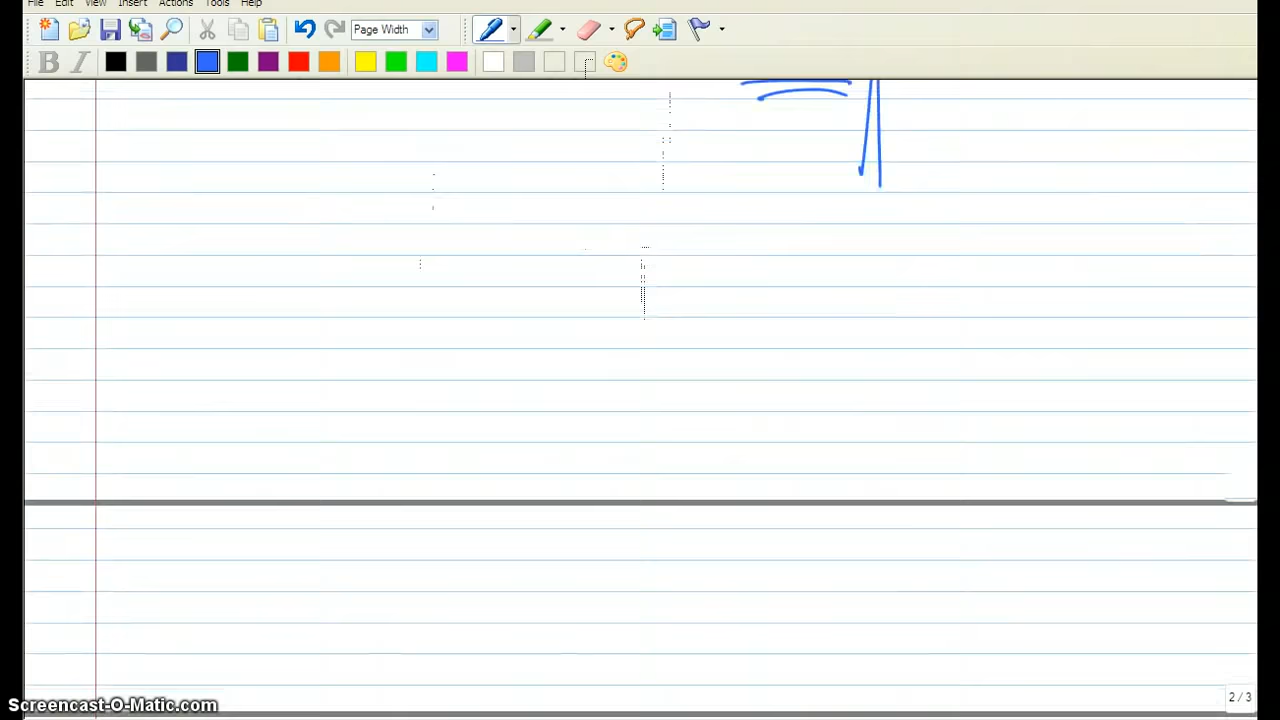 File Edit View Insert Actions Tools Help
Page Width
B I
2 / 3
Screencast-O-Matic.com